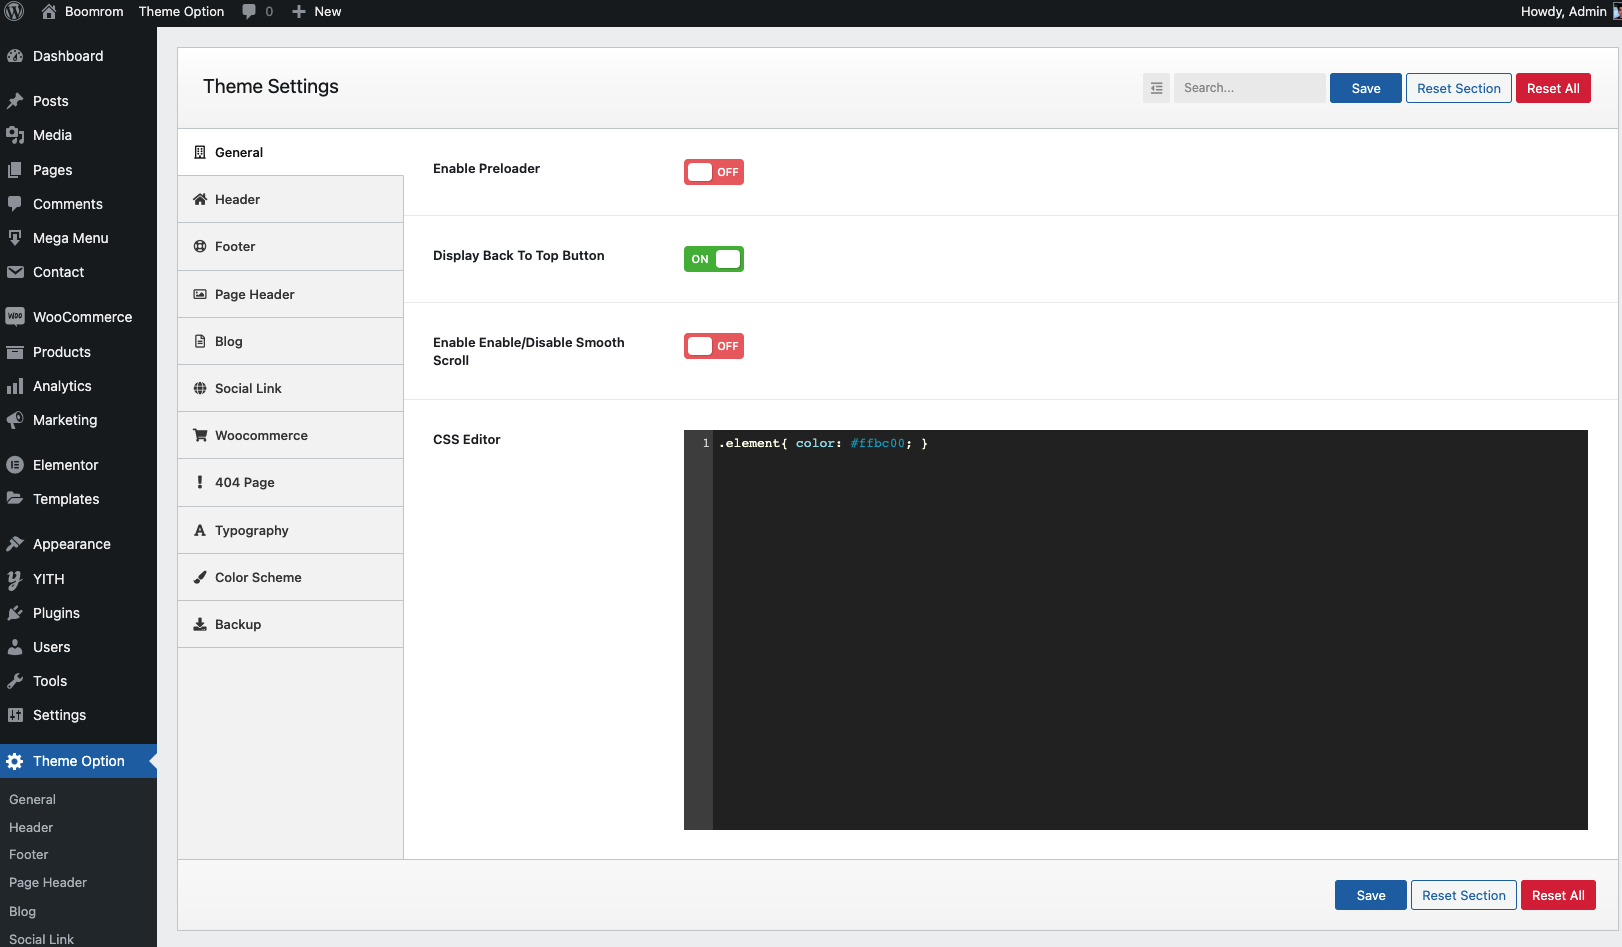 Boomrom Theme Option 0 New Howdy, Admin
Dashboard
Posts
Media
Pages
Comments
Mega Menu
Contact
WooCommerce
Products
Analytics
Marketing
Elementor
Templates
Appearance
YITH
Plugins
Users
Tools
Settings
Theme Option
General
Header
Footer
Page Header
Blog
Social Link
Theme Settings
Search...
Save
Reset Section
Reset All
General
Header
Footer
Page Header
Blog
Social Link
Woocommerce
404 Page
Typography
Color Scheme
Backup
Enable Preloader
OFF
Display Back To Top Button
ON
Enable Enable/Disable Smooth
Scroll
OFF
CSS Editor
1 .element{ color: #ffbc00; }
Save
Reset Section
Reset All